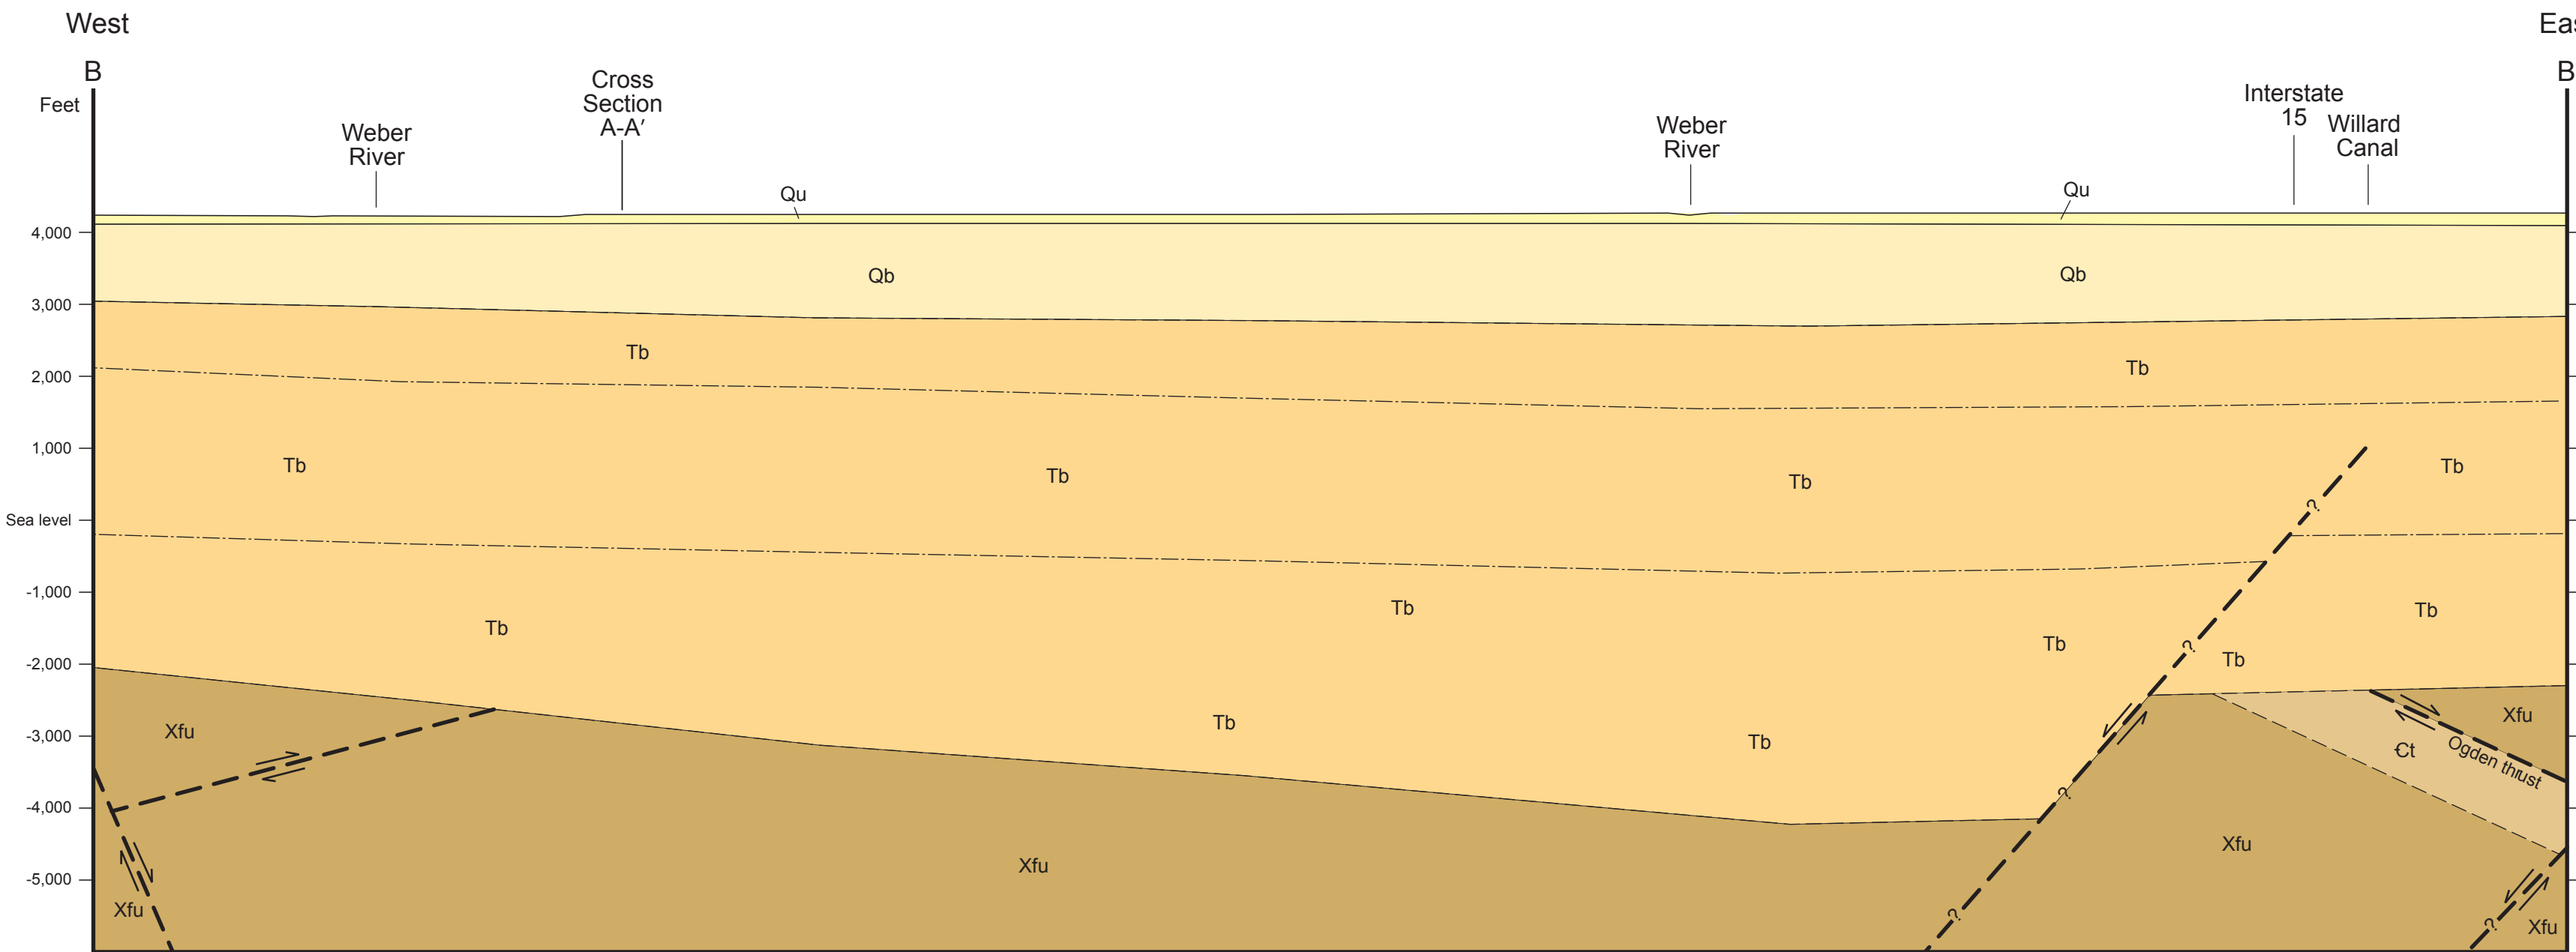 West
Eas
B
B
Feet
Cross
Section
A-A′
Weber
River
Weber
River
Interstate
15
Willard
Canal
Qu
Qu
4,000
3,000
2,000
1,000
Sea level
-1,000
-2,000
-3,000
-4,000
-5,000
Qb
Qb
Tb
Tb
Tb
Tb
Tb
Tb
?
Tb
Tb
Tb
Tb
Tb
?
Tb
Tb
Xfu
Xfu
Ꞓt
Ogden thrust
?
Xfu
Xfu
Xfu
?
?
Xfu